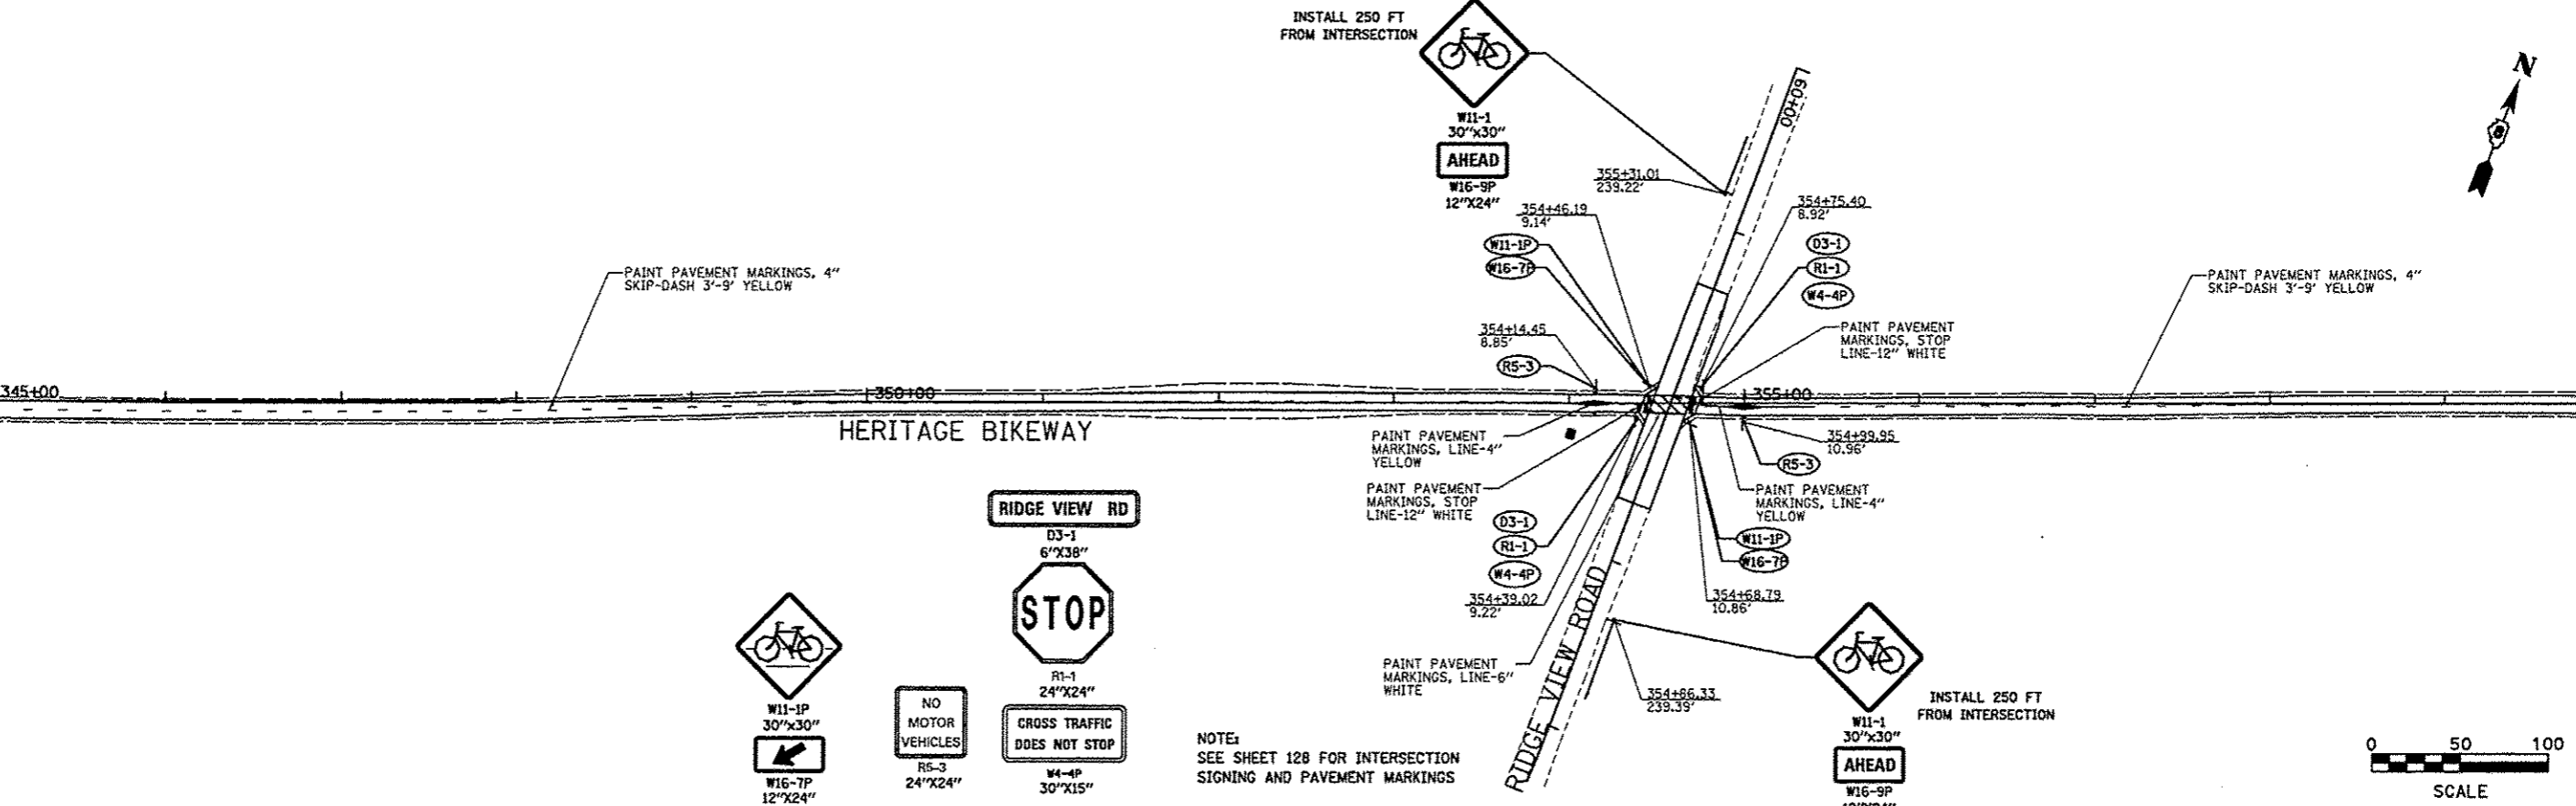 INSTALL 250 FT
FROM INTERSECTION
W11-1
30"x30"
AHEAD
W16-9P
12"X24"
N
60+00
355+31.01
239.22'
354+46.19
9.14'
W11-1P
W16-7P
354+75.40
8.92'
D3-1
R1-1
W4-4P
PAINT PAVEMENT MARKINGS, 4"
SKIP-DASH 3'-9' YELLOW
PAINT PAVEMENT MARKINGS, 4"
SKIP-DASH 3'-9' YELLOW
354+14.45
8.85'
R5-3
PAINT PAVEMENT
MARKINGS, STOP
LINE-12" WHITE
345+00
350+00
355+00
HERITAGE BIKEWAY
PAINT PAVEMENT
MARKINGS, LINE-4"
YELLOW
354+99.95
10.96'
R5-3
PAINT PAVEMENT
MARKINGS, STOP
LINE-12" WHITE
PAINT PAVEMENT
MARKINGS, LINE-4"
YELLOW
D3-1
R1-1
W4-4P
W11-1P
W16-7P
354+39.02
9.22'
354+68.79
10.86'
RIDGE VIEW ROAD
PAINT PAVEMENT
MARKINGS, LINE-6"
WHITE
354+86.33
239.39'
RIDGE VIEW RD
D3-1
6"X38"
STOP
R1-1
24"X24"
CROSS TRAFFIC
DOES NOT STOP
W4-4P
30"X15"
W11-1P
30"x30"
W16-7P
12"X24"
NO
MOTOR
VEHICLES
R5-3
24"X24"
NOTE:
SEE SHEET 128 FOR INTERSECTION
SIGNING AND PAVEMENT MARKINGS
INSTALL 250 FT
FROM INTERSECTION
W11-1
30"x30"
AHEAD
W16-9P
0 50 100
SCALE